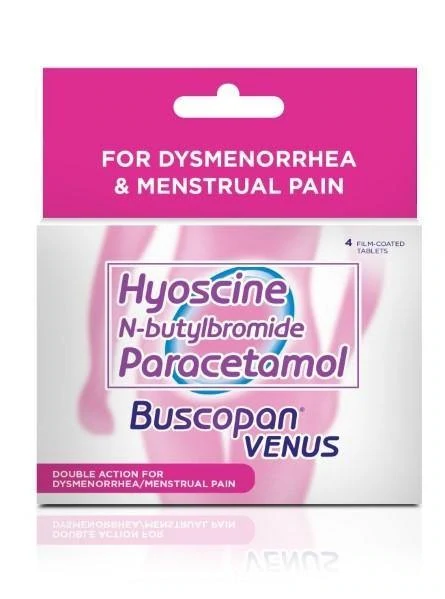 FOR DYSMENORRHEA
& MENSTRUAL PAIN
4 FILM-COATED
TABLETS
Hyoscine
N-butylbromide
Paracetamol
Buscopan®
VENUS
DOUBLE ACTION FOR
DYSMENORRHEA/MENSTRUAL PAIN